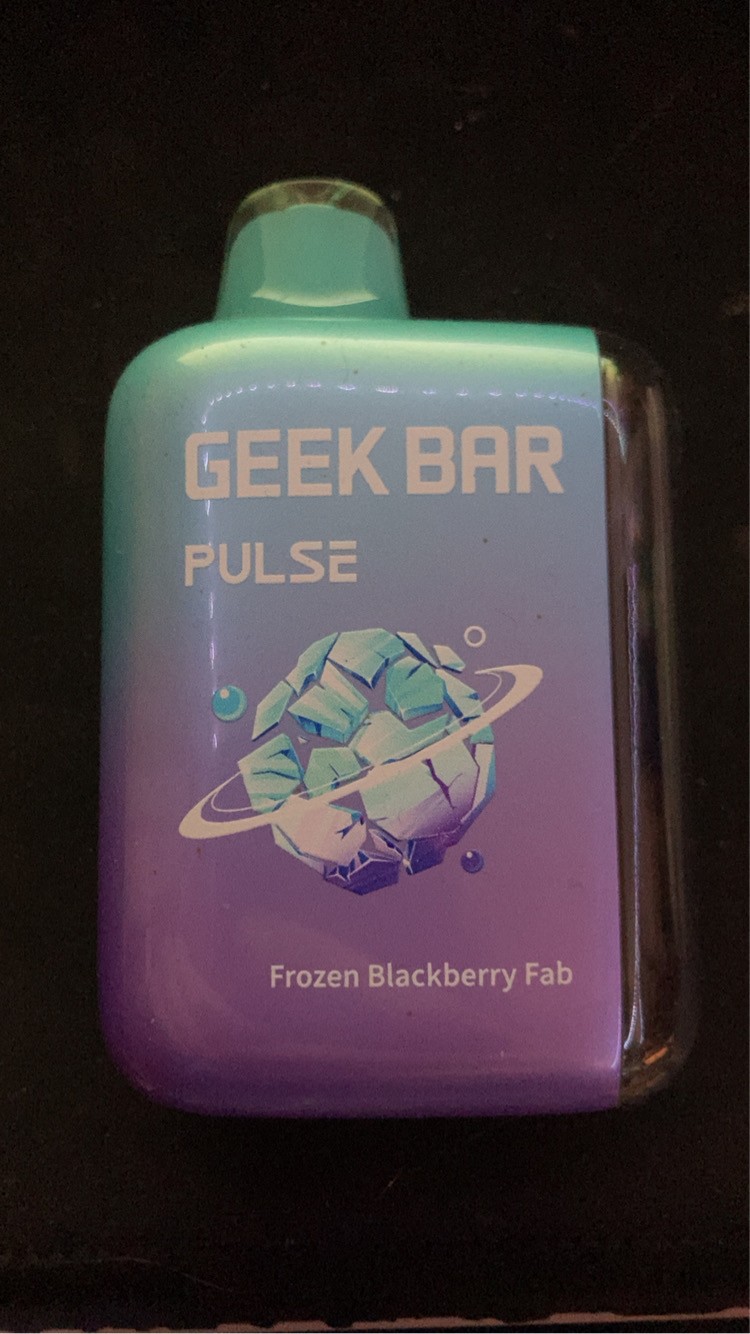 GEEK BAR
PULSE
Frozen Blackberry Fab